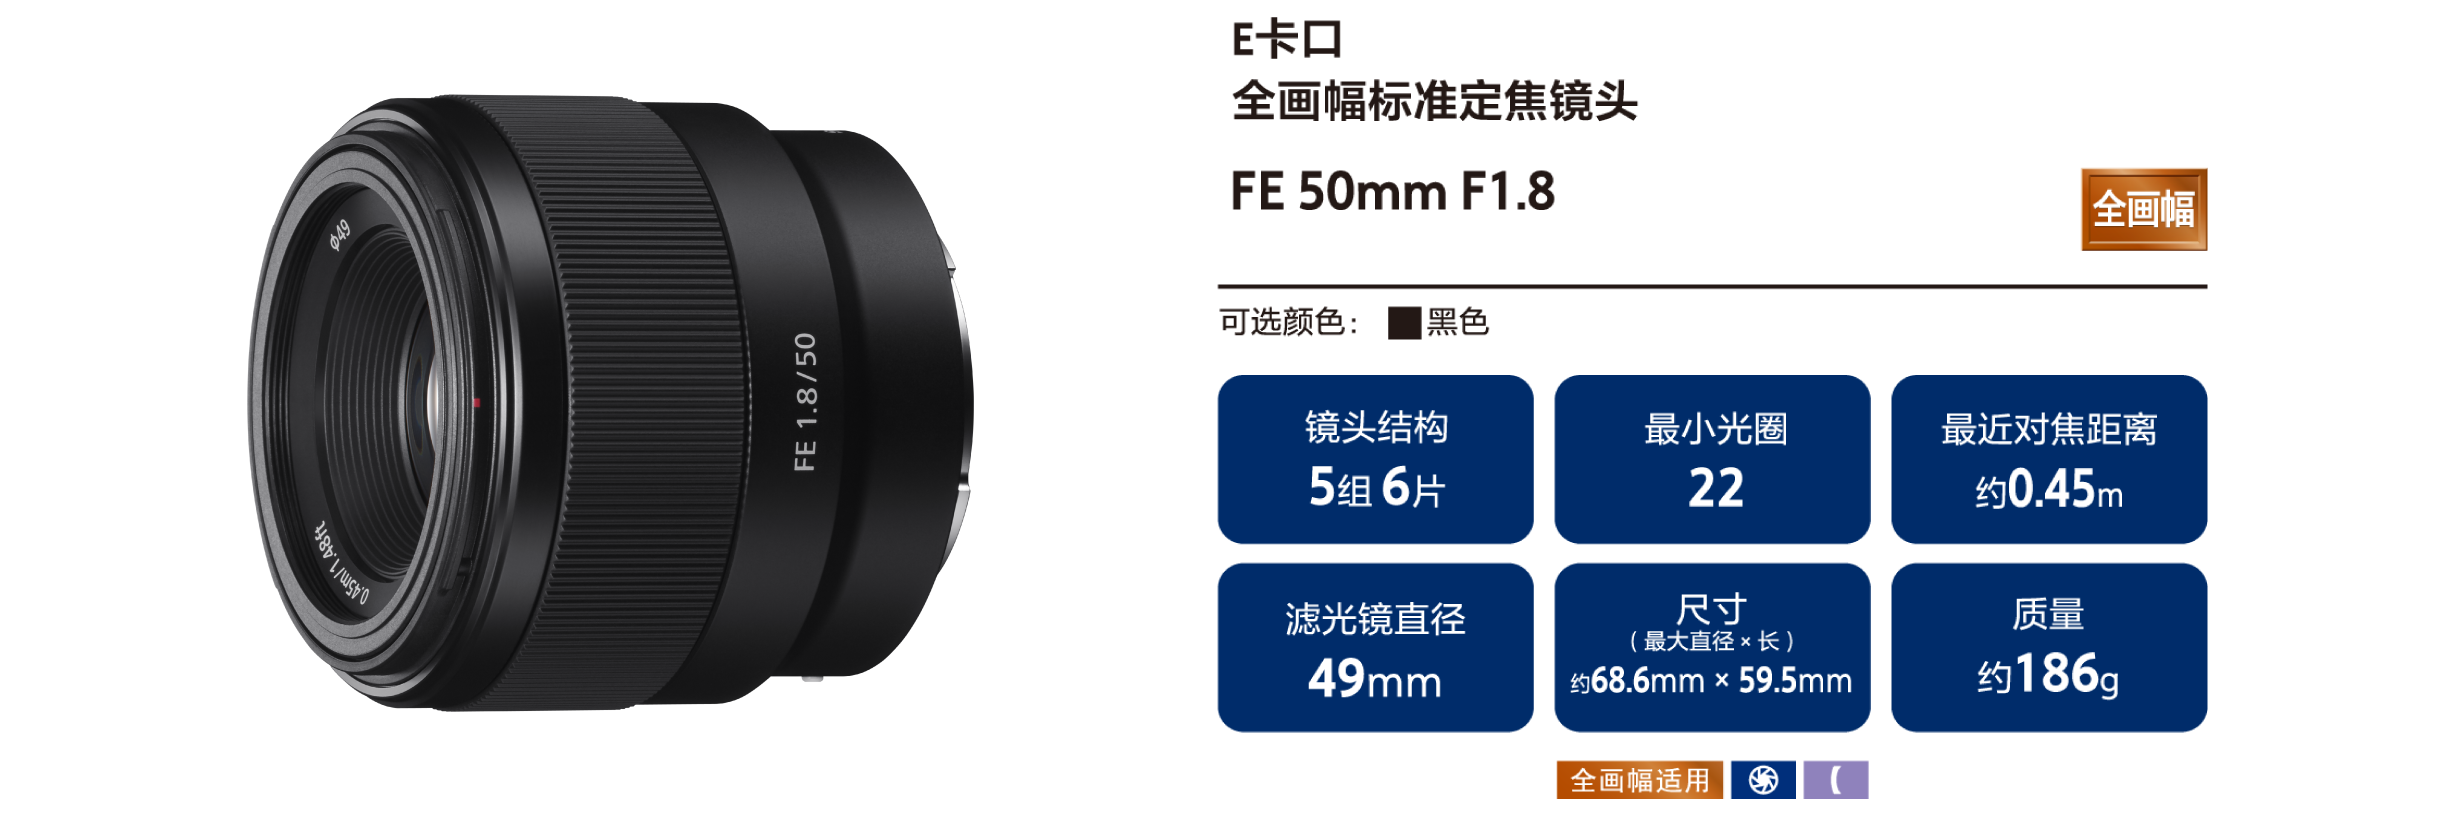 E卡口
全画幅标准定焦镜头
FE 50mm F1.8
全画幅
可选颜色： 黑色
镜头结构
5组 6片
最小光圈
22
最近对焦距离
约0.45m
滤光镜直径
49mm
尺寸
（最大直径 × 长）
约68.6mm × 59.5mm
质量
约186g
全画幅适用
Φ49
0.45m/1.48ft
FE 1.8/50